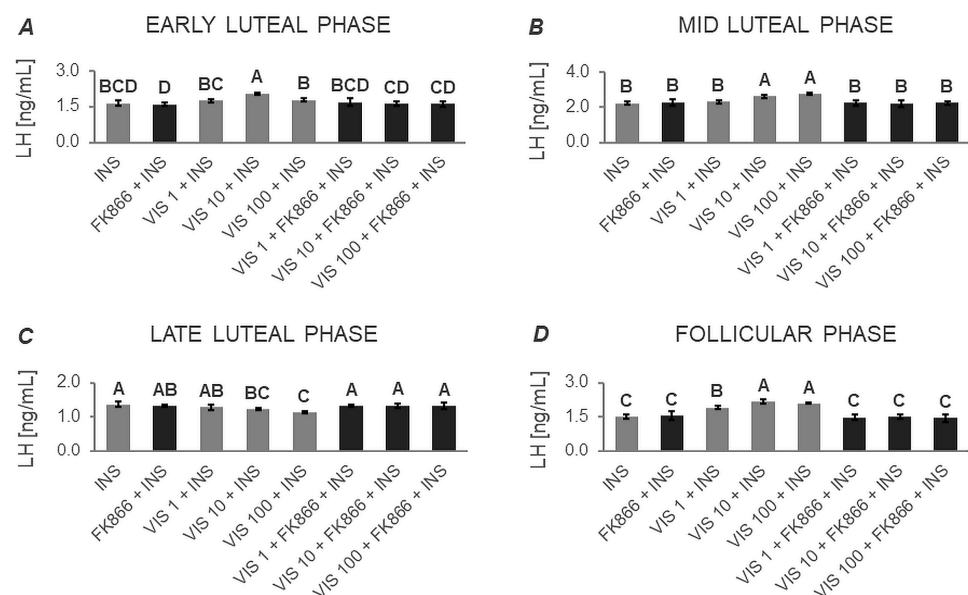 A EARLY LUTEAL PHASE
LH [ng/mL]
3.0
1.5
0.0
BCD D BC A B BCD CD CD
INS
FK866 + INS
VIS 1 + INS
VIS 10 + INS
VIS 100 + INS
VIS 1 + FK866 + INS
VIS 10 + FK866 + INS
VIS 100 + FK866 + INS
B MID LUTEAL PHASE
LH [ng/mL]
4.0
2.0
0.0
B B B A A B B B
INS
FK866 + INS
VIS 1 + INS
VIS 10 + INS
VIS 100 + INS
VIS 1 + FK866 + INS
VIS 10 + FK866 + INS
VIS 100 + FK866 + INS
C LATE LUTEAL PHASE
LH [ng/mL]
2.0
1.0
0.0
A AB AB BC C A A A
INS
FK866 + INS
VIS 1 + INS
VIS 10 + INS
VIS 100 + INS
VIS 1 + FK866 + INS
VIS 10 + FK866 + INS
VIS 100 + FK866 + INS
D FOLLICULAR PHASE
LH [ng/mL]
3.0
1.5
0.0
C C B A A C C C
INS
FK866 + INS
VIS 1 + INS
VIS 10 + INS
VIS 100 + INS
VIS 1 + FK866 + INS
VIS 10 + FK866 + INS
VIS 100 + FK866 + INS